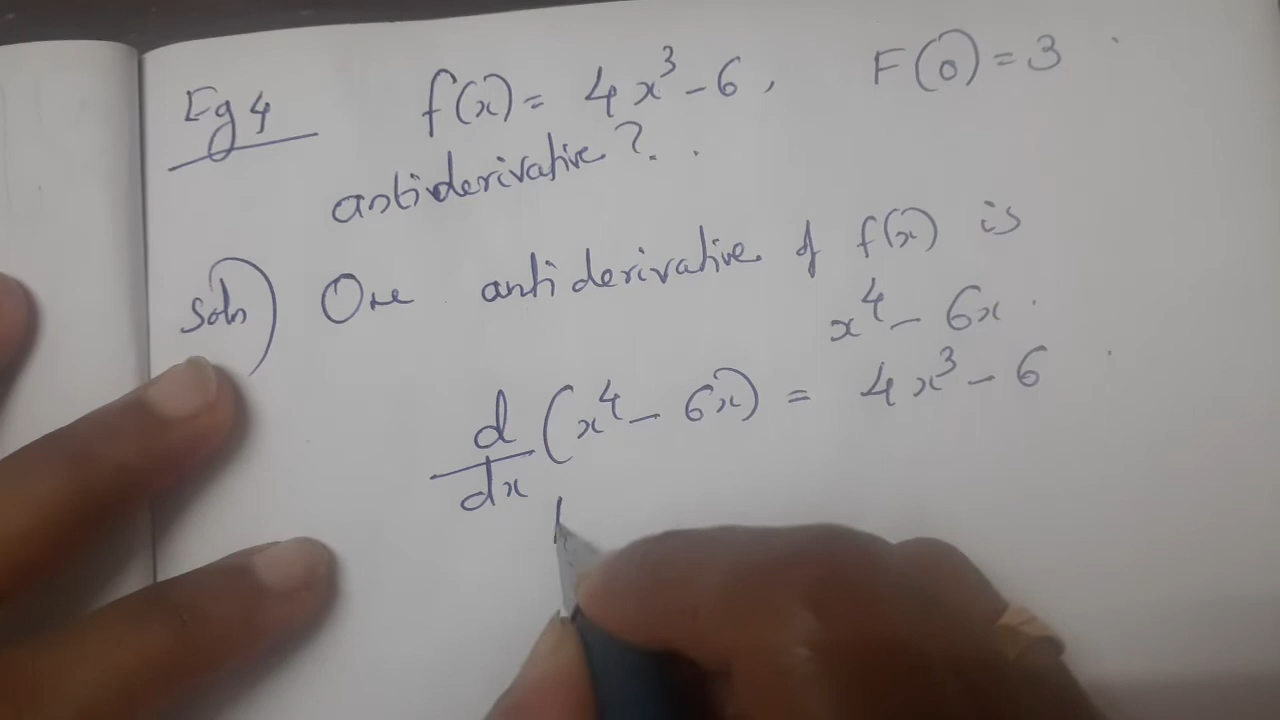 Eg 4 f(x) = 4x³ - 6, F(0) = 3.
antiderivative ?.
Soln) One antiderivative of f(x) is
x⁴ - 6x.
d/dx (x⁴ - 6x) = 4x³ - 6